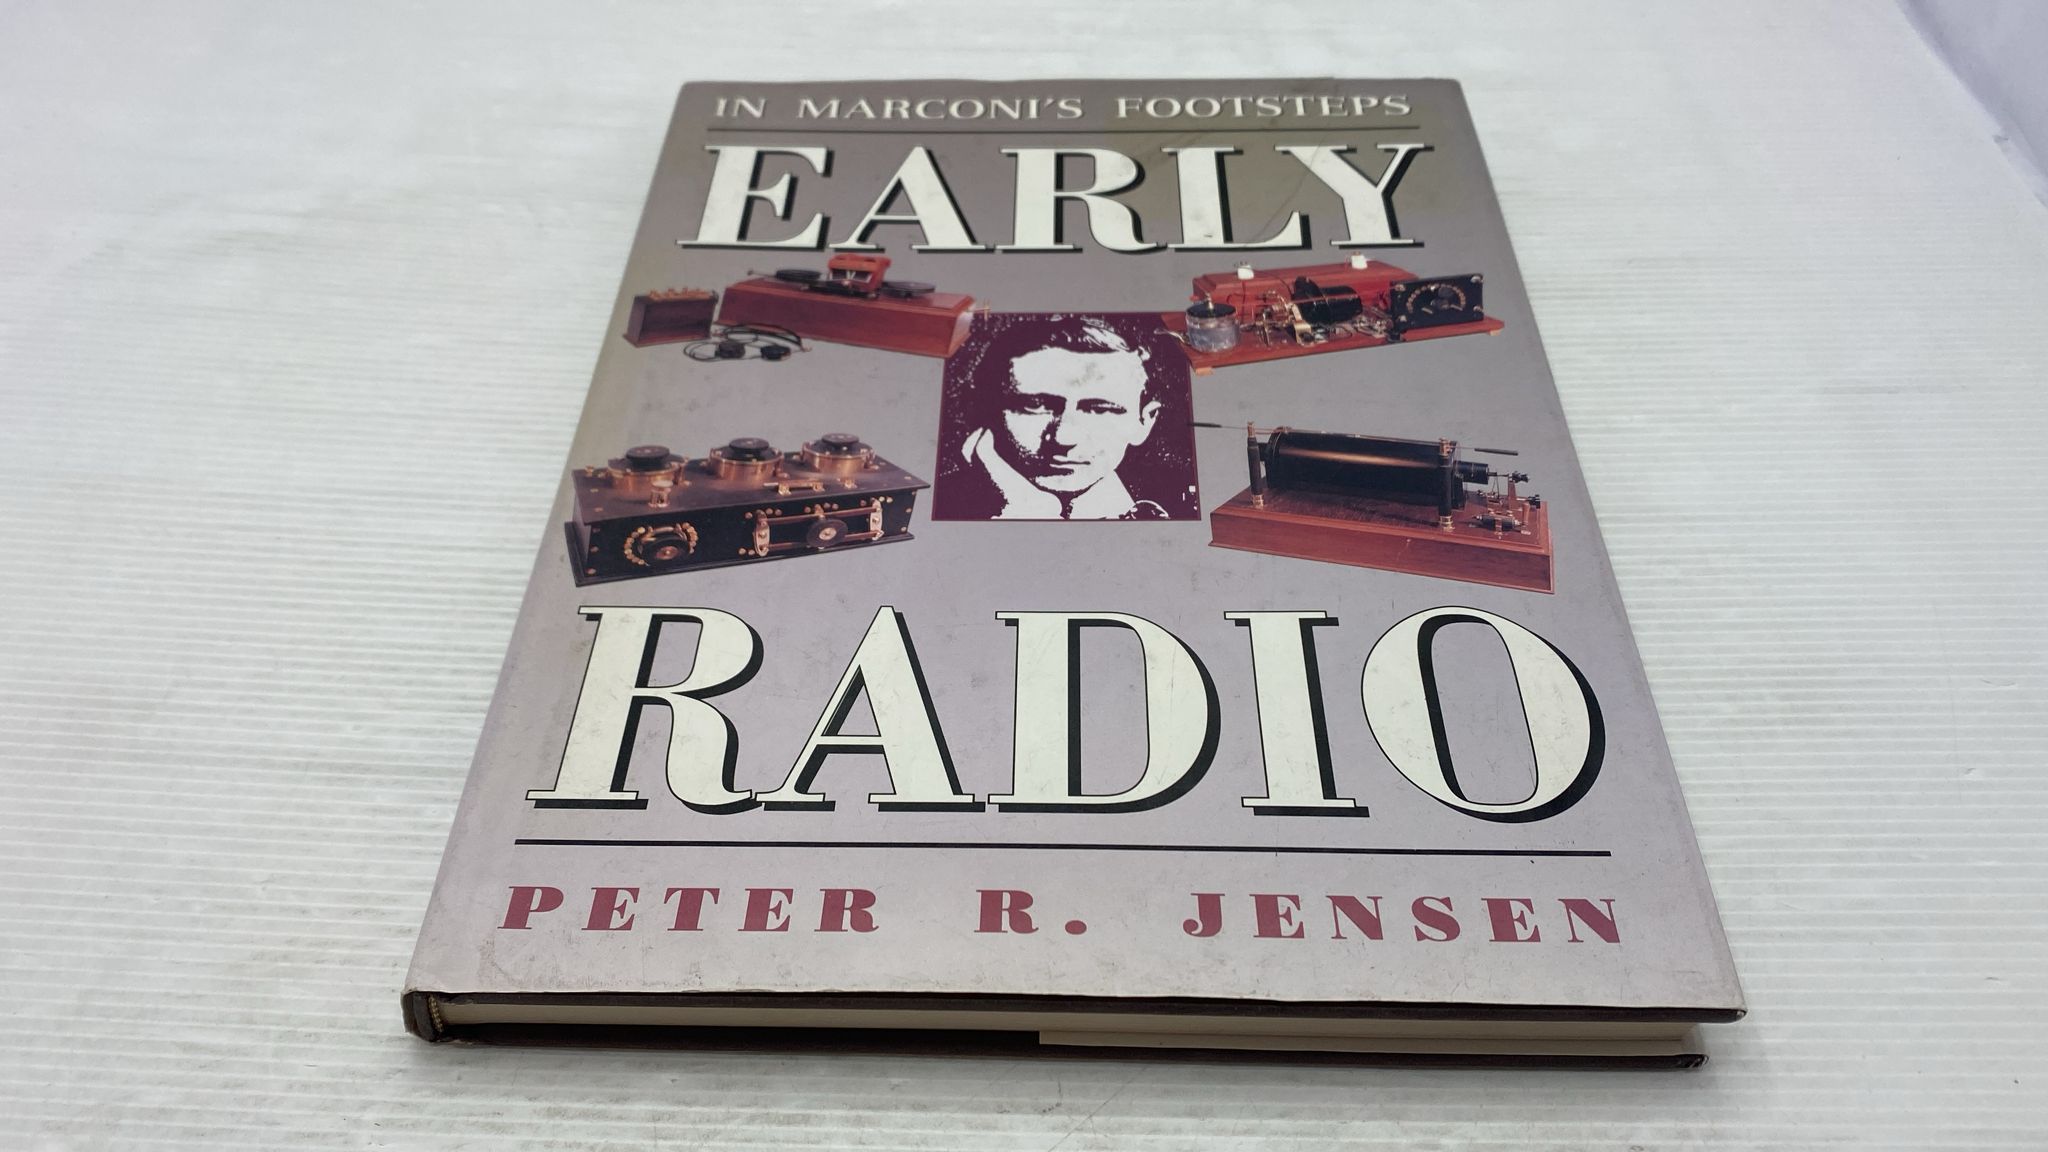 IN MARCONI'S FOOTSTEPS
EARLY
RADIO
PETER R. JENSEN